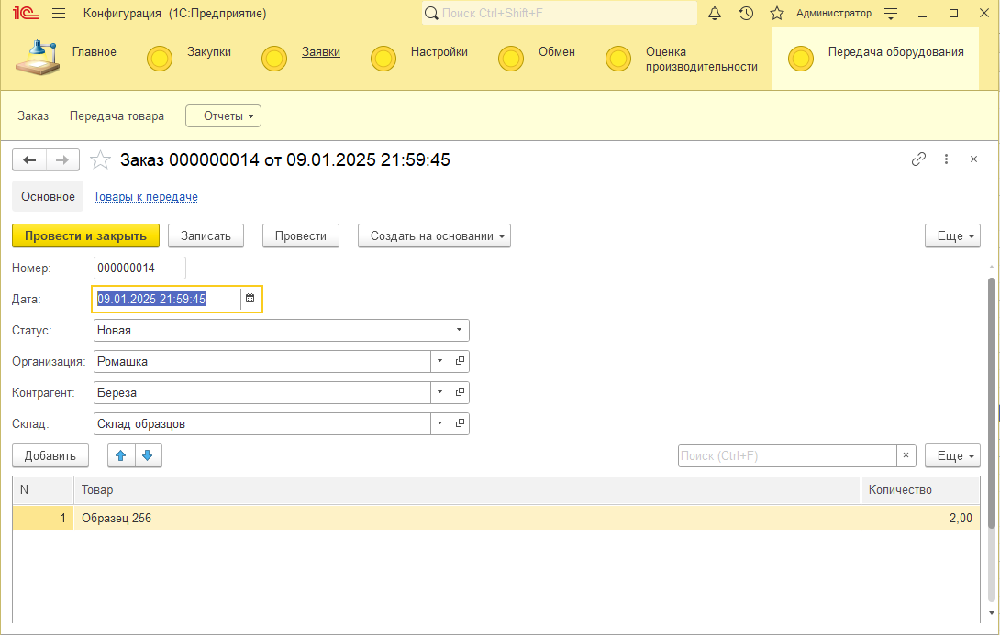 1С Конфигурация (1С:Предприятие) Поиск Ctrl+Shift+F Администратор
Главное Закупки Заявки Настройки Обмен Оценка производительности Передача оборудования
Заказ Передача товара Отчеты
Заказ 000000014 от 09.01.2025 21:59:45
Основное Товары к передаче
Провести и закрыть Записать Провести Создать на основании Еще
Номер: 000000014
Дата: 09.01.2025 21:59:45
Статус: Новая
Организация: Ромашка
Контрагент: Береза
Склад: Склад образцов
Добавить Поиск (Ctrl+F) × Еще
N Товар Количество
1 Образец 256 2,00